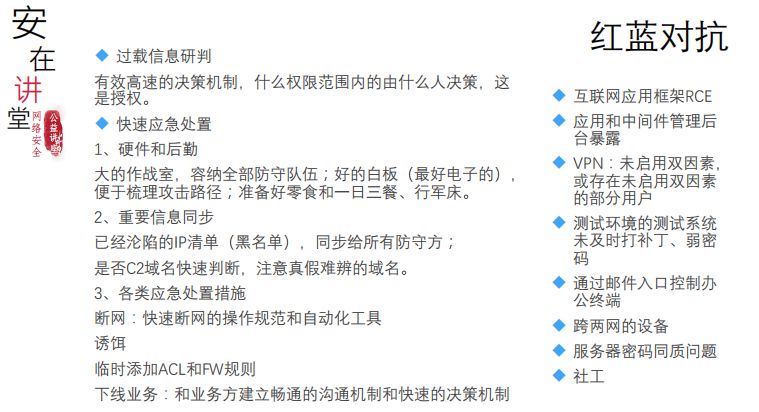 安
在
讲
堂
网络安全
公益讲
◆ 过载信息研判
有效高速的决策机制，什么权限范围内的由什么人决策，这
是授权。
◆ 快速应急处置
1、硬件和后勤
大的作战室，容纳全部防守队伍；好的白板（最好电子的），
便于梳理攻击路径；准备好零食和一日三餐、行军床。
2、重要信息同步
已经沦陷的IP清单（黑名单），同步给所有防守方；
是否C2域名快速判断，注意真假难辨的域名。
3、各类应急处置措施
断网：快速断网的操作规范和自动化工具
诱饵
临时添加ACL和FW规则
下线业务：和业务方建立畅通的沟通机制和快速的决策机制
红蓝对抗
◆ 互联网应用框架RCE
◆ 应用和中间件管理后
台暴露
◆ VPN：未启用双因素，
或存在未启用双因素
的部分用户
◆ 测试环境的测试系统
未及时打补丁、弱密
码
◆ 通过邮件入口控制办
公终端
◆ 跨两网的设备
◆ 服务器密码同质问题
◆ 社工